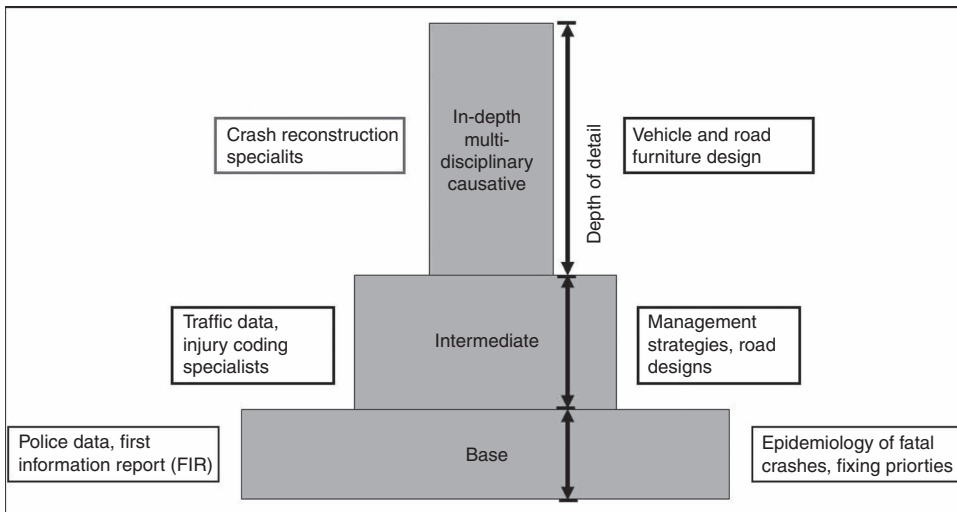 Crash reconstruction
specialits
In-depth
multi-
disciplinary
causative
Depth of detail
Vehicle and road
furniture design
Traffic data,
injury coding
specialists
Intermediate
Management
strategies, road
designs
Police data, first
information report (FIR)
Base
Epidemiology of fatal
crashes, fixing priorties